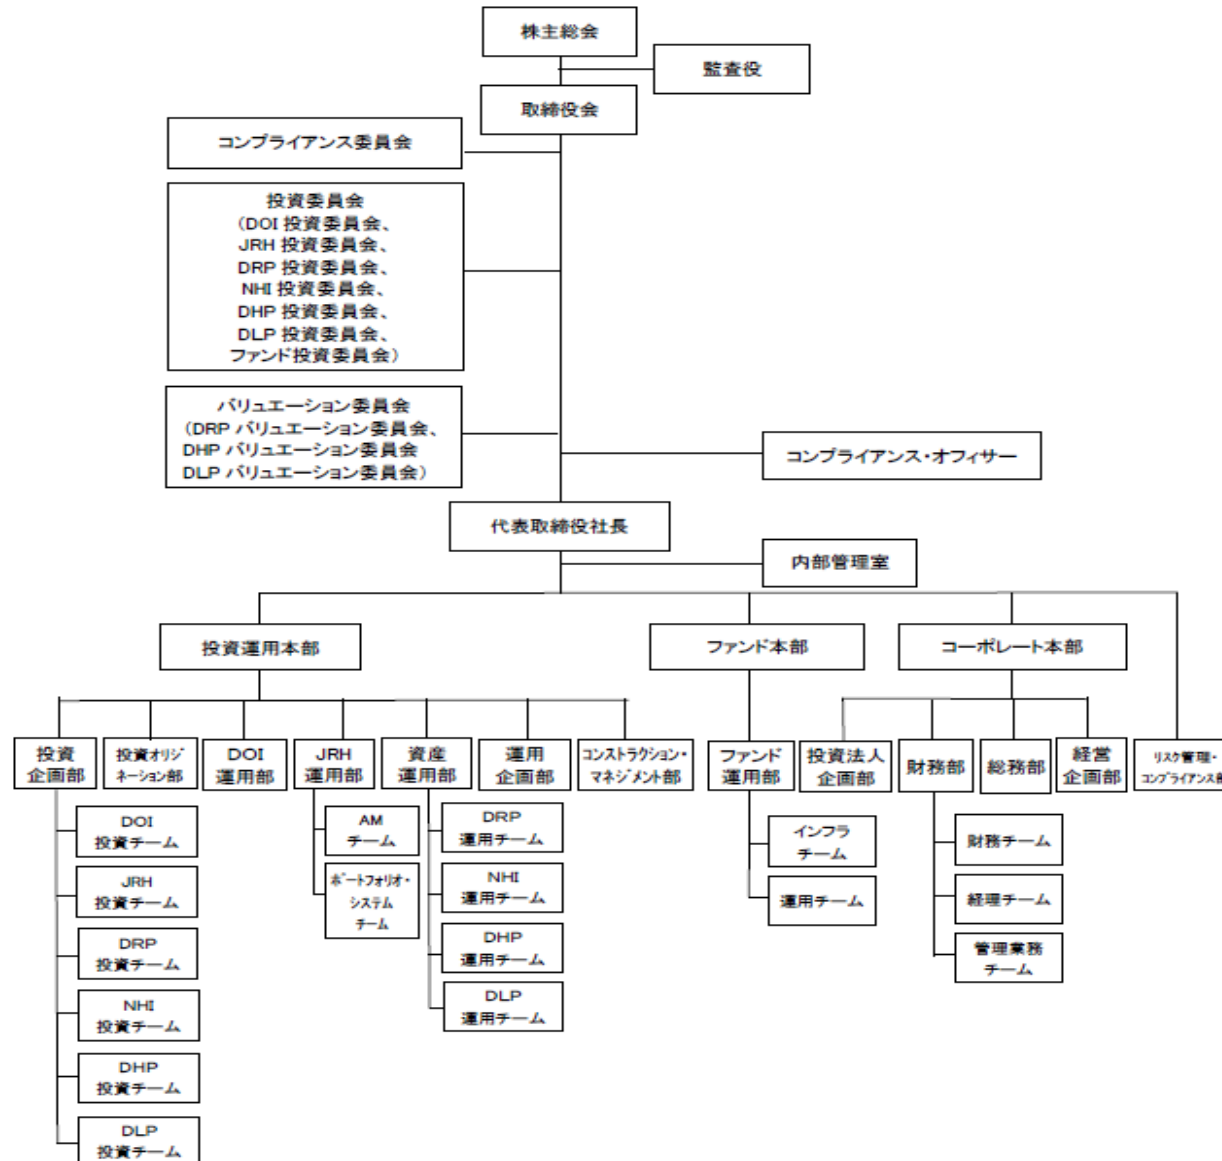 株主総会
監査役
取締役会
コンプライアンス委員会
投資委員会
(DOI 投資委員会、
JRH 投資委員会、
DRP 投資委員会、
NHI 投資委員会、
DHP 投資委員会、
DLP 投資委員会、
ファンド投資委員会)
バリュエーション委員会
(DRP バリュエーション委員会、
DHP バリュエーション委員会
DLP バリュエーション委員会)
コンプライアンス・オフィサー
代表取締役社長
内部管理室
投資運用本部
ファンド本部
コーポレート本部
投資
企画部
投資オリジ
ネーション部
DOI
運用部
JRH
運用部
資産
運用部
運用
企画部
コンストラクション・
マネジメント部
ファンド
運用部
投資法人
企画部
財務部
総務部
経営
企画部
リスク管理・
コンプライアンス部
DOI
投資チーム
JRH
投資チーム
DRP
投資チーム
NHI
投資チーム
DHP
投資チーム
DLP
投資チーム
AM
チーム
ポートフォリオ・
システム
チーム
DRP
運用チーム
NHI
運用チーム
DHP
運用チーム
DLP
運用チーム
インフラ
チーム
運用チーム
財務チーム
経理チーム
管理業務
チーム